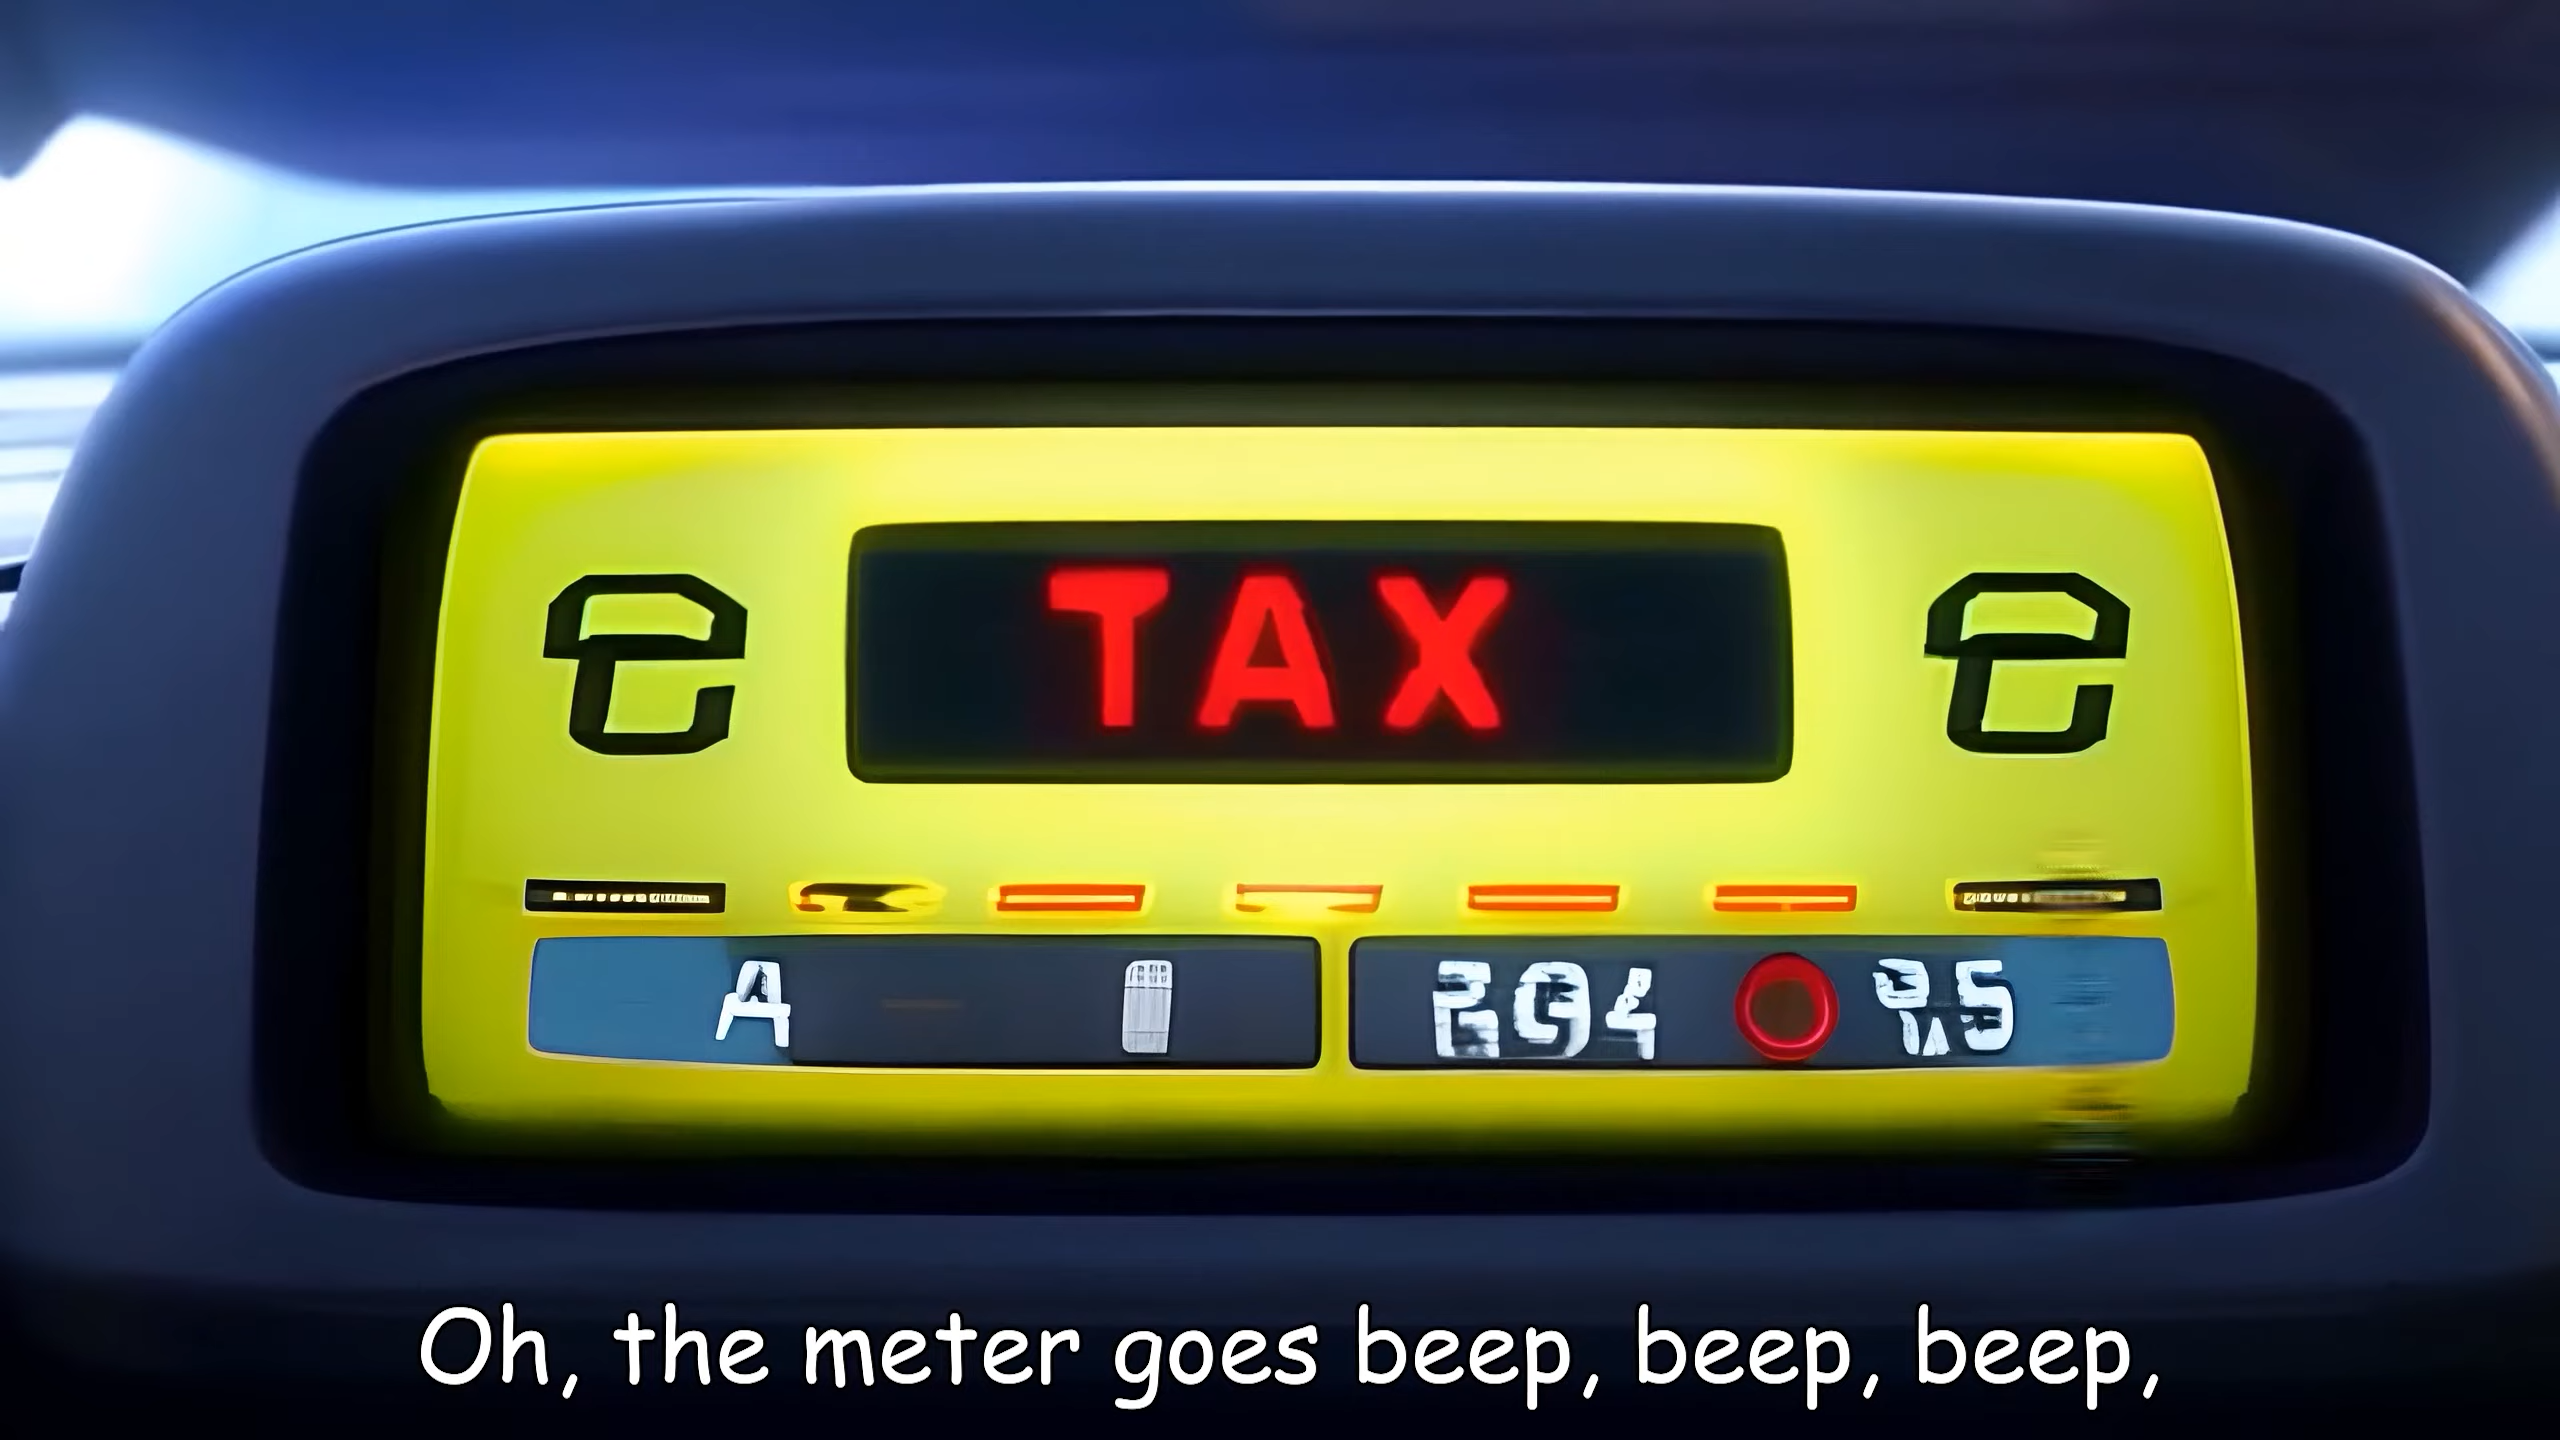 TAX
A
Oh, the meter goes beep, beep, beep,